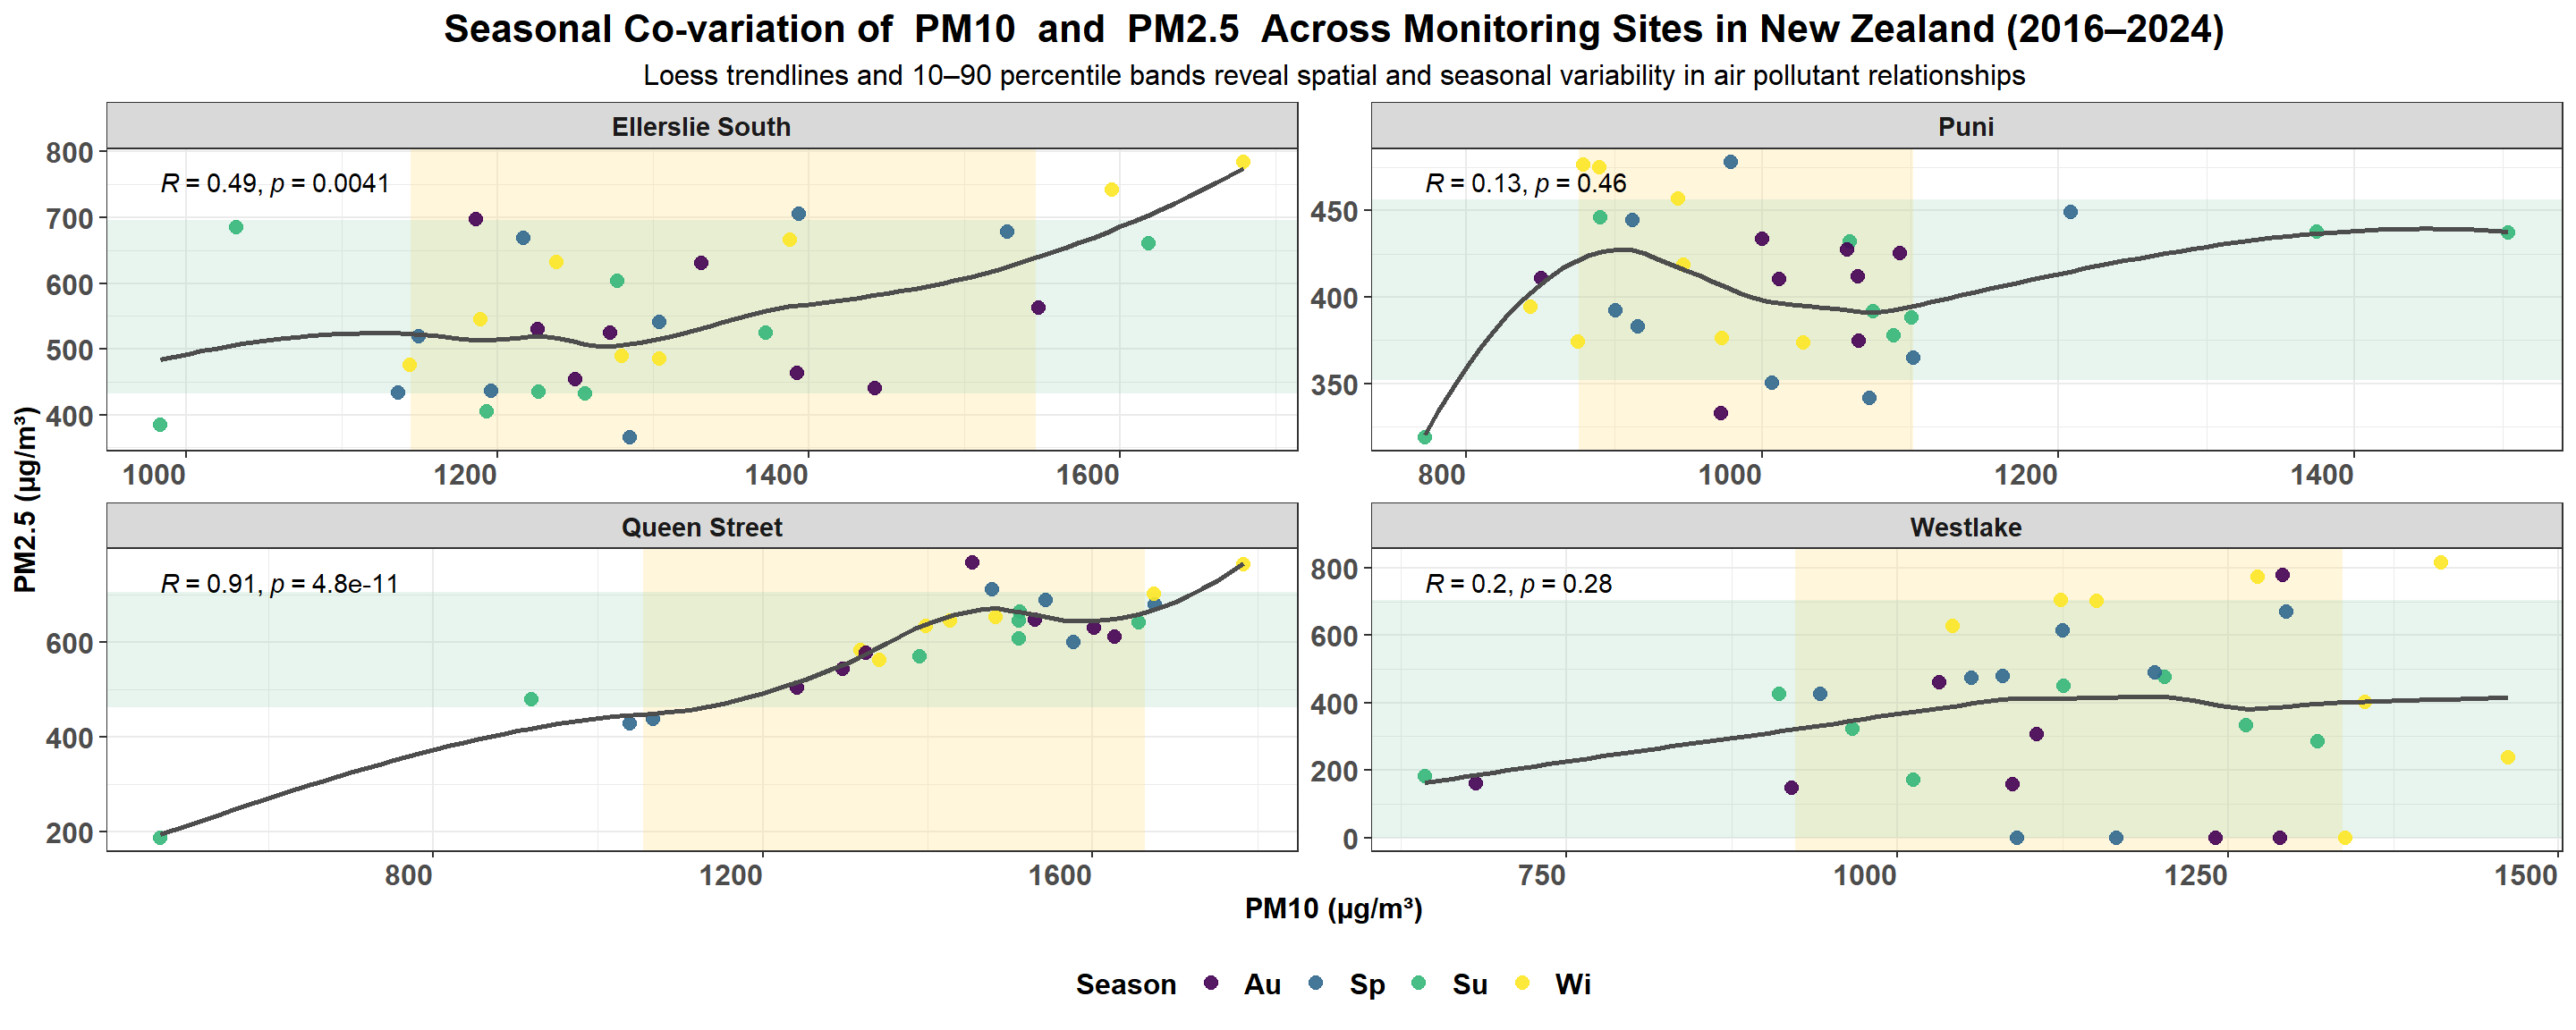 Seasonal Co-variation of PM10 and PM2.5 Across Monitoring Sites in New Zealand (2016–2024)
Loess trendlines and 10–90 percentile bands reveal spatial and seasonal variability in air pollutant relationships
Ellerslie South
R = 0.49, p = 0.0041
800
700
600
500
400
1000 1200 1400 1600
Puni
R = 0.13, p = 0.46
450
400
350
800 1000 1200 1400
Queen Street
R = 0.91, p = 4.8e-11
600
400
200
800 1200 1600
Westlake
R = 0.2, p = 0.28
800
600
400
200
0
750 1000 1250 1500
PM2.5 (µg/m³)
PM10 (µg/m³)
Season Au Sp Su Wi